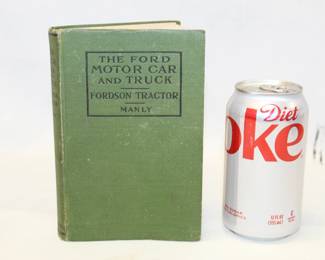 THE FORD
MOTOR CAR
AND TRUCK
FORDSON TRACTOR
MANLY
Diet
oke